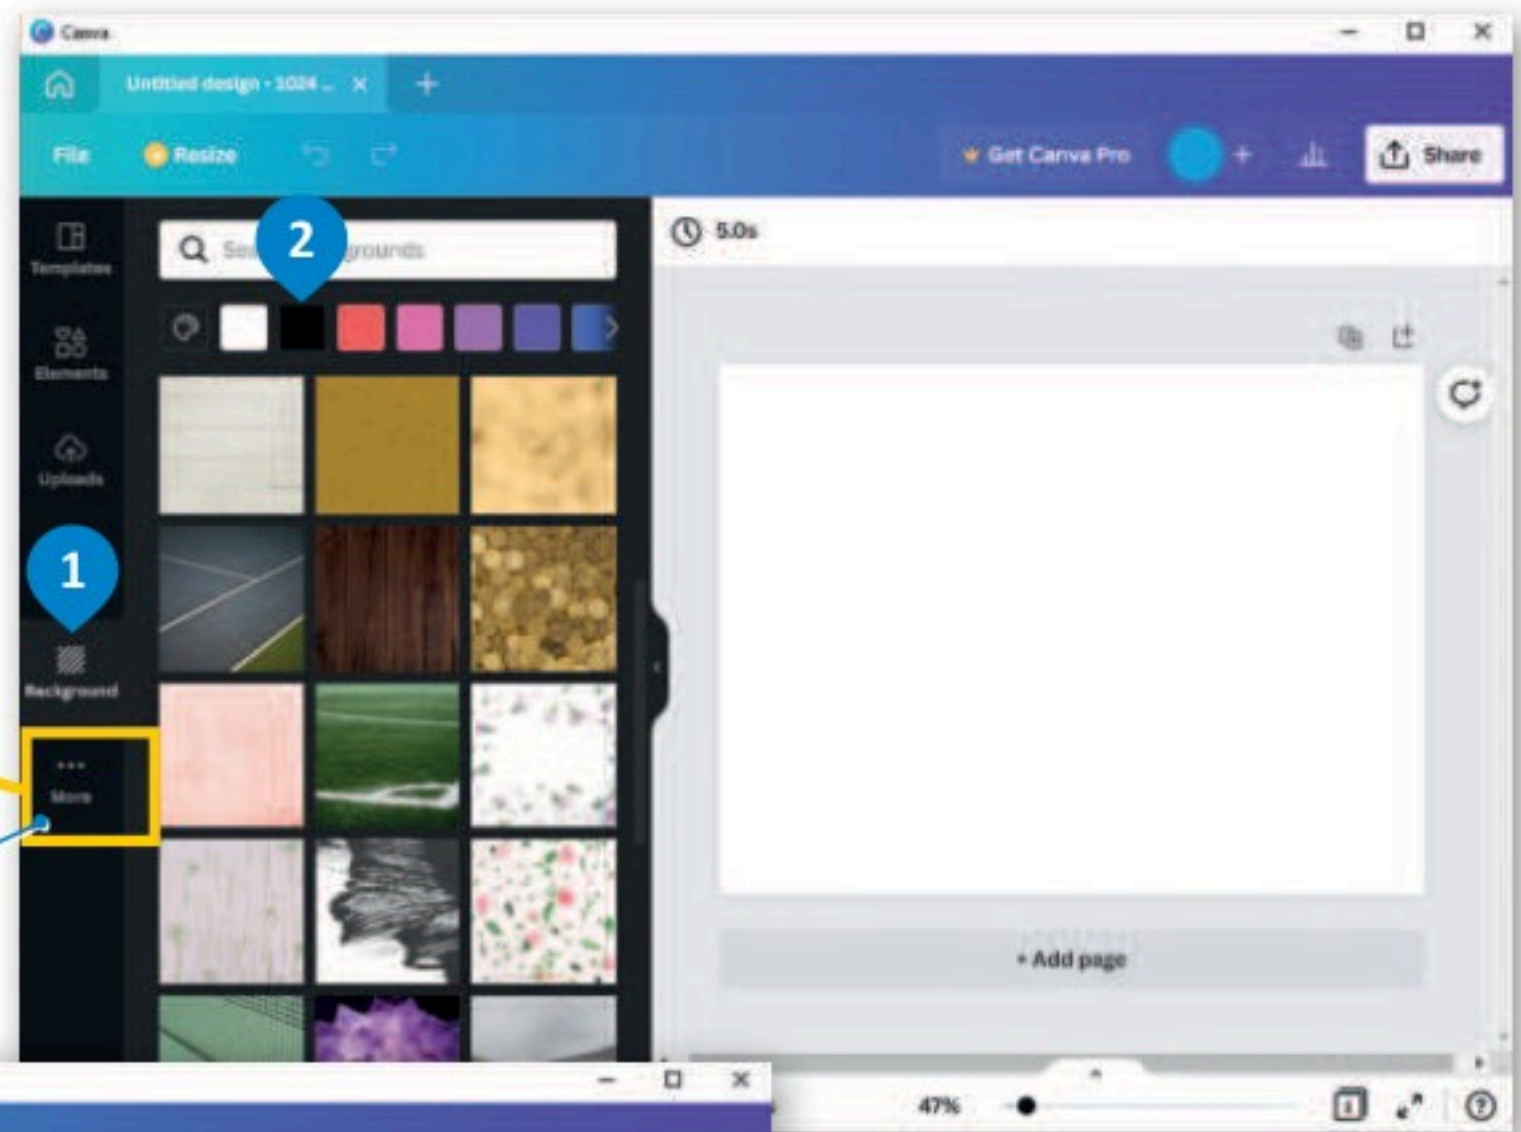 Canva
Untitled design - 1024 ...
File
Resize
Get Canva Pro
Share
Templates
2
5.0s
Elements
Uploads
1
Background
More
+ Add page
47%
1